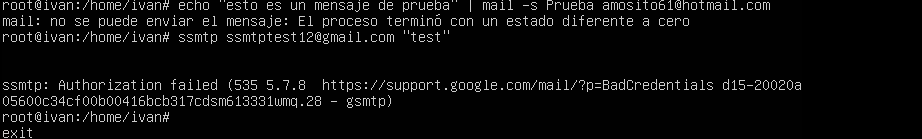 root@ivan:/home/ivan# echo "esto es un mensaje de prueba" | mail -s Prueba amosito61@hotmail.com
mail: no se puede enviar el mensaje: El proceso terminó con un estado diferente a cero
root@ivan:/home/ivan# ssmtp ssmtptest12@gmail.com "test"
ssmtp: Authorization failed (535 5.7.8  https://support.google.com/mail/?p=BadCredentials d15-20020a
05600c34cf00b00416bcb317cdsm613331wmq.28 - gsmtp)
root@ivan:/home/ivan#
exit